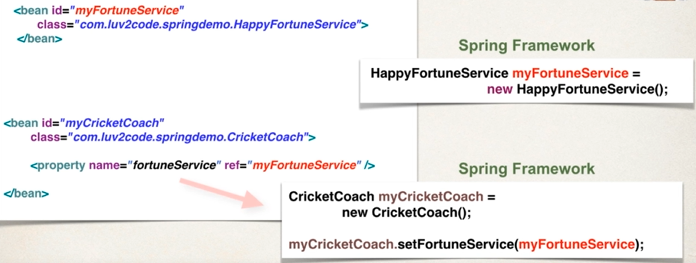 <bean id="myFortuneService"
class="com.luv2code.springdemo.HappyFortuneService">
</bean>
Spring Framework
HappyFortuneService myFortuneService =
new HappyFortuneService();
<bean id="myCricketCoach"
class="com.luv2code.springdemo.CricketCoach">
<property name="fortuneService" ref="myFortuneService" />
</bean>
Spring Framework
CricketCoach myCricketCoach =
new CricketCoach();
myCricketCoach.setFortuneService(myFortuneService);